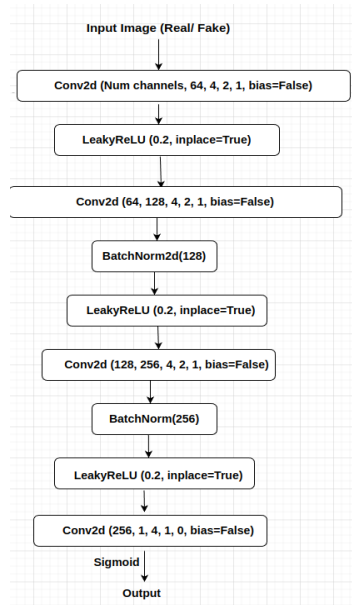 Input Image (Real/ Fake)
Conv2d (Num channels, 64, 4, 2, 1, bias=False)
LeakyReLU (0.2, inplace=True)
Conv2d (64, 128, 4, 2, 1, bias=False)
BatchNorm2d(128)
LeakyReLU (0.2, inplace=True)
Conv2d (128, 256, 4, 2, 1, bias=False)
BatchNorm(256)
LeakyReLU (0.2, inplace=True)
Conv2d (256, 1, 4, 1, 0, bias=False)
Sigmoid
Output